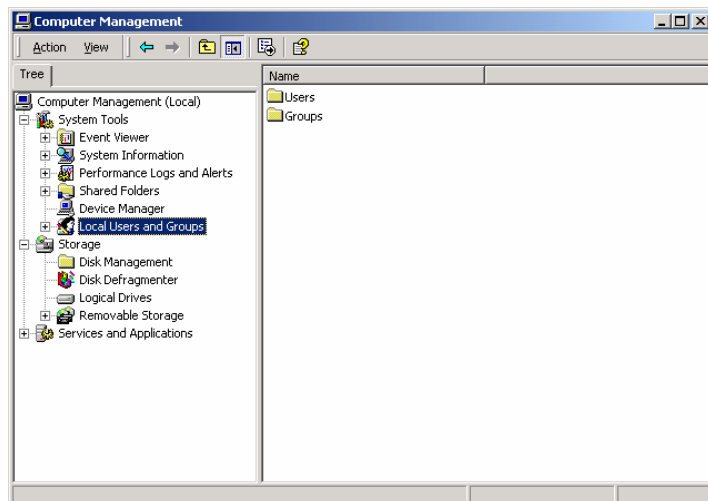 Computer Management
Action View
Tree
Name
Computer Management (Local)
System Tools
Event Viewer
System Information
Performance Logs and Alerts
Shared Folders
Device Manager
Local Users and Groups
Storage
Disk Management
Disk Defragmenter
Logical Drives
Removable Storage
Services and Applications
Users
Groups